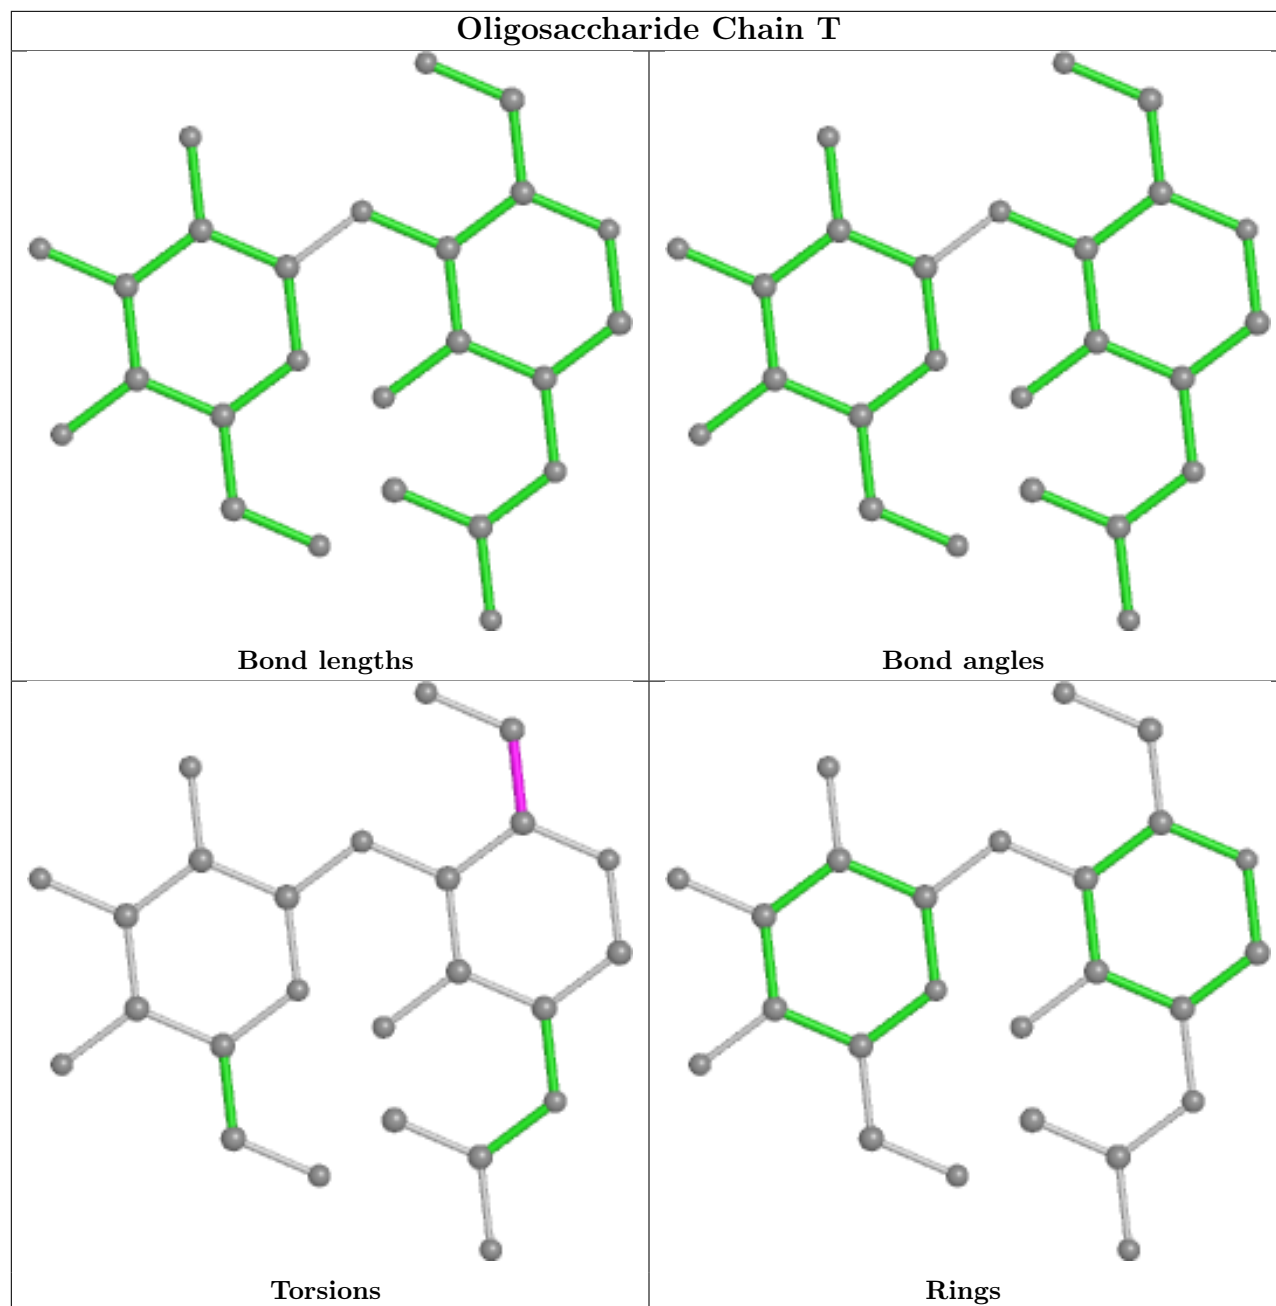 Oligosaccharide Chain T
Bond lengths
Bond angles
Torsions
Rings